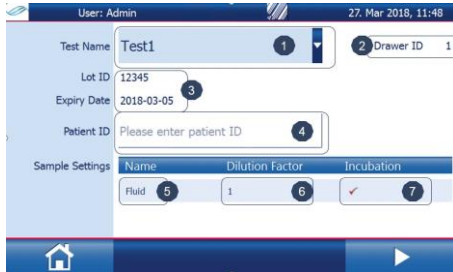 User: Admin 27. Mar 2018, 11:48
Test Name Test1 1 2 Drawer ID 1
Lot ID 12345
3
Expiry Date 2018-03-05
Patient ID Please enter patient ID 4
Sample Settings Name Dilution Factor Incubation
Fluid 5 1 6 7